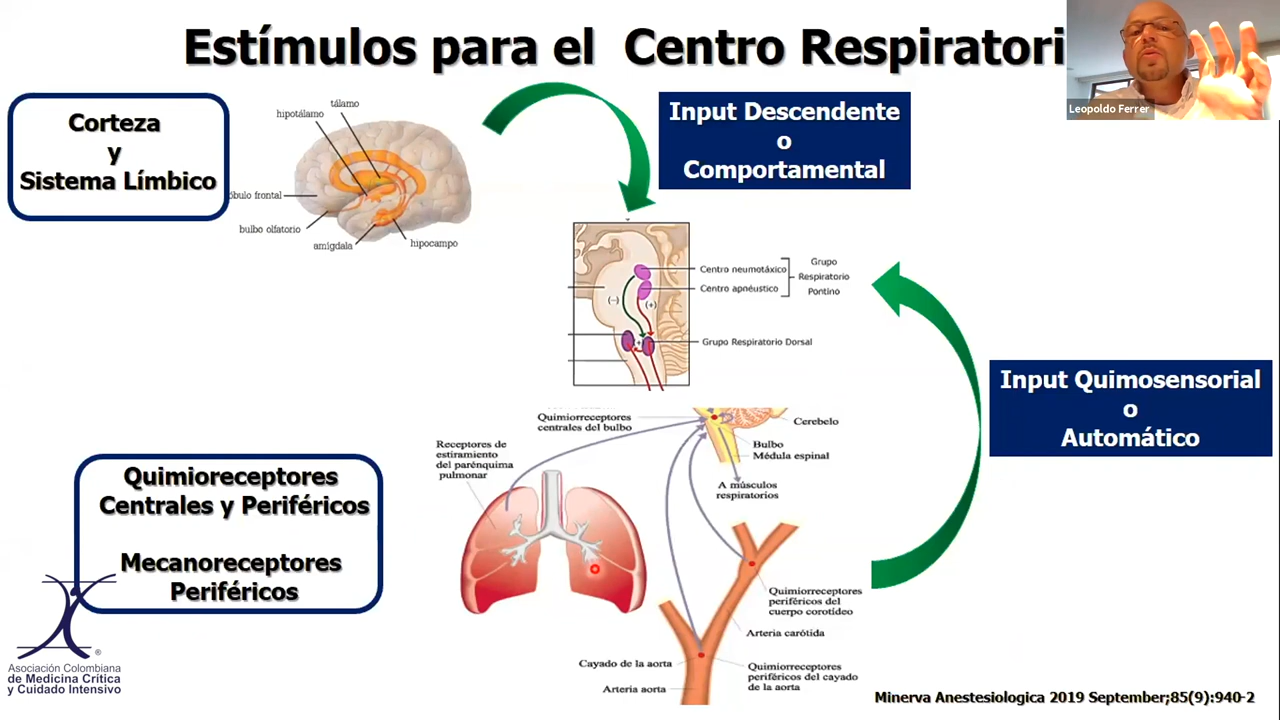 Estímulos para el Centro Respiratori
Leopoldo Ferrer
Corteza
y
Sistema Límbico
tálamo
hipotálamo
óbulo frontal
bulbo olfatorio
amígdala
hipocampo
Input Descendente
o
Comportamental
Centro neumotáxico
Centro apnéustico
Grupo
Respiratorio
Pontino
(-)
(+)
Grupo Respiratorio Dorsal
Input Quimosensorial
o
Automático
Quimiorreceptores
centrales del bulbo
Cerebelo
Bulbo
Médula espinal
A músculos
respiratorios
Receptores de
estiramiento
del parénquima
pulmonar
Quimioreceptores
Centrales y Periféricos
Mecanoreceptores
Periféricos
Quimiorreceptores
periféricos del
cuerpo corotídeo
Arteria carótida
Cayado de la aorta
Quimiorreceptores
periféricos del cayado
de la aorta
Arteria aorta
®
Asociación Colombiana
de Medicina Crítica
y Cuidado Intensivo
Minerva Anestesiologica 2019 September;85(9):940-2